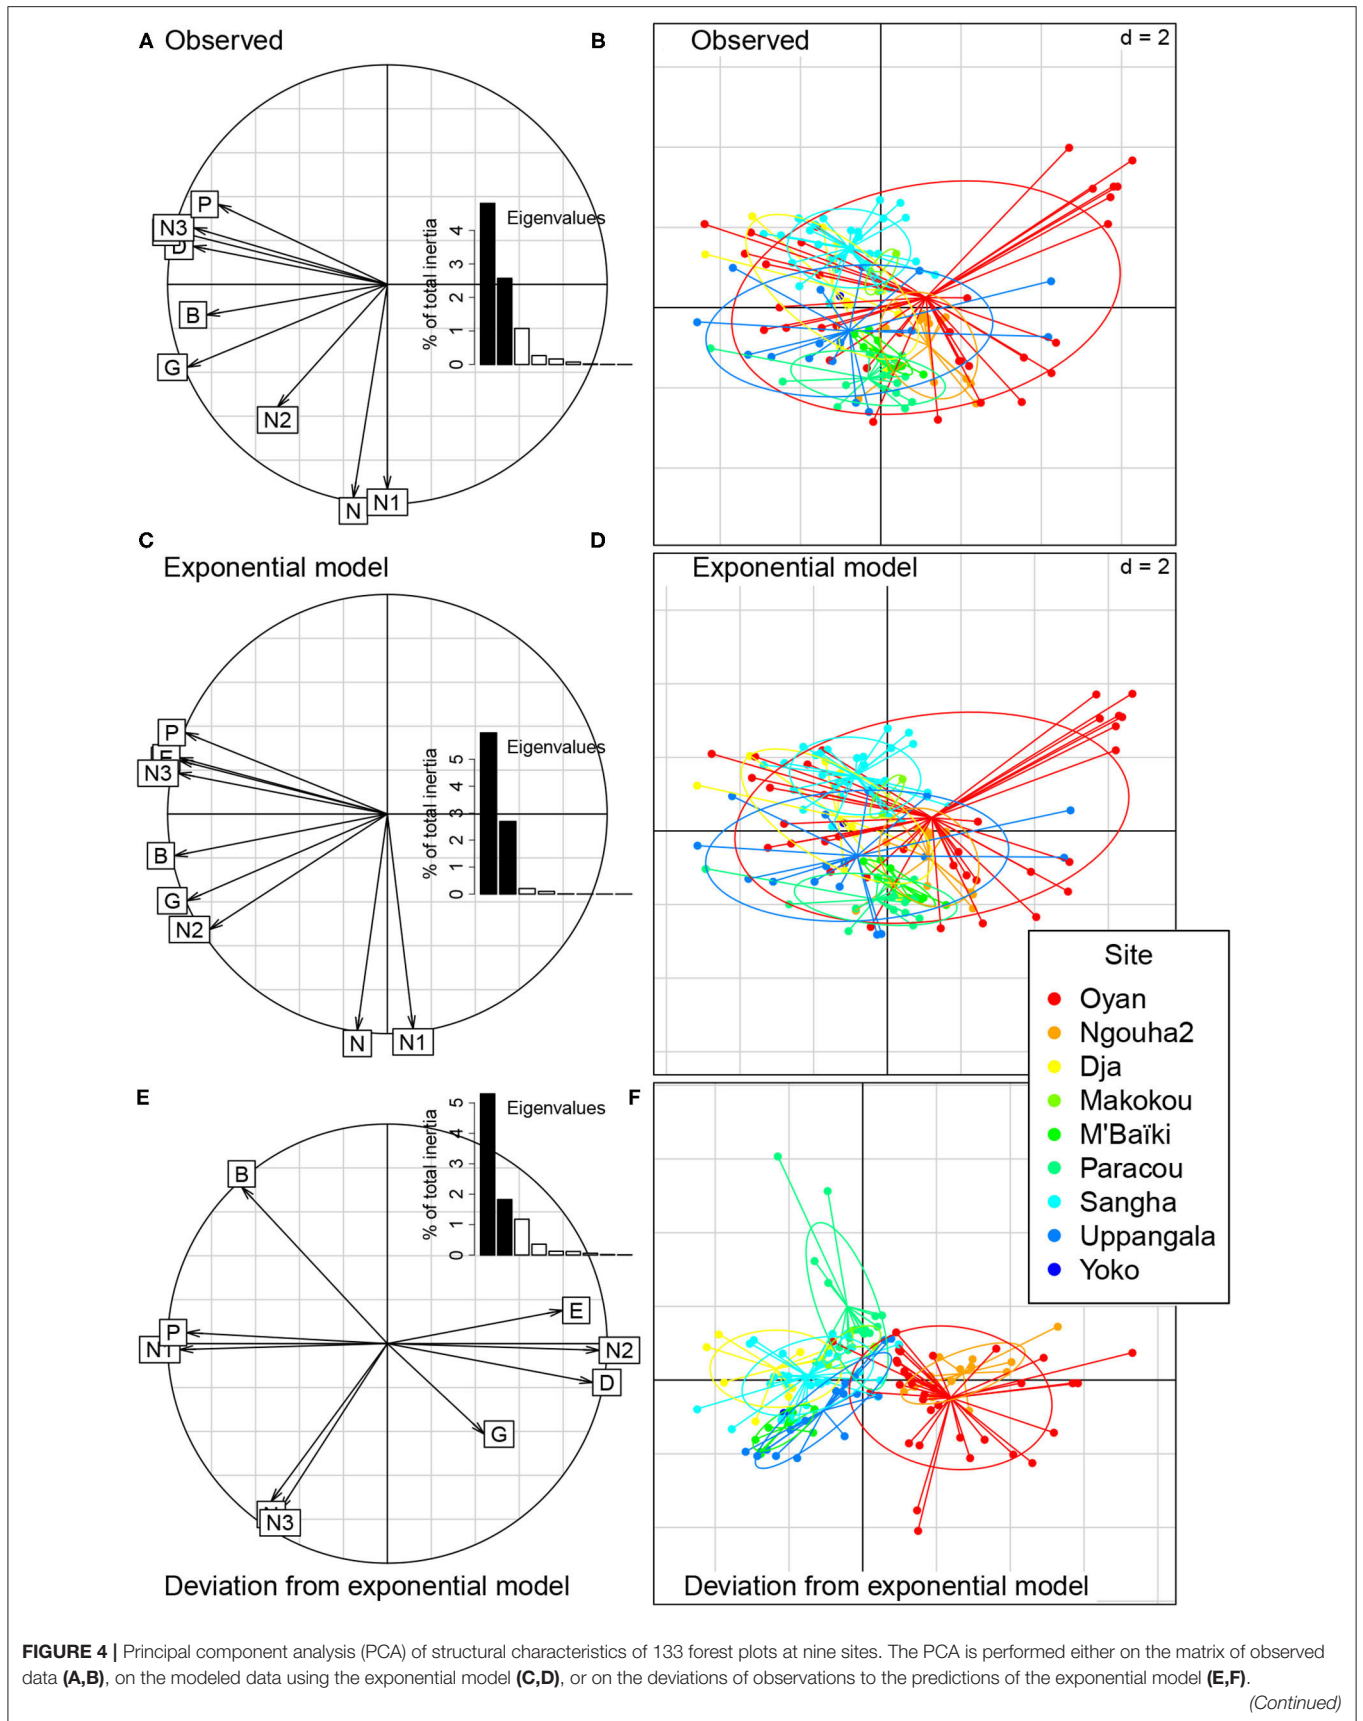 A Observed
P
N3
D
B
G
N2
N
N1
Eigenvalues
% of total inertia
4
3
2
1
0
B
Observed
d = 2
C
Exponential model
P
E
N3
B
G
N2
N
N1
Eigenvalues
% of total inertia
5
4
3
2
1
0
D
Exponential model
d = 2
Site
Oyan
Ngouha2
Dja
Makokou
M'Baïki
Paracou
Sangha
Uppangala
Yoko
E
B
P
N1
N3
E
N2
D
G
Eigenvalues
% of total inertia
5
4
3
2
1
0
Deviation from exponential model
F
Deviation from exponential model
FIGURE 4 | Principal component analysis (PCA) of structural characteristics of 133 forest plots at nine sites. The PCA is performed either on the matrix of observed
data (A,B), on the modeled data using the exponential model (C,D), or on the deviations of observations to the predictions of the exponential model (E,F).
(Continued)